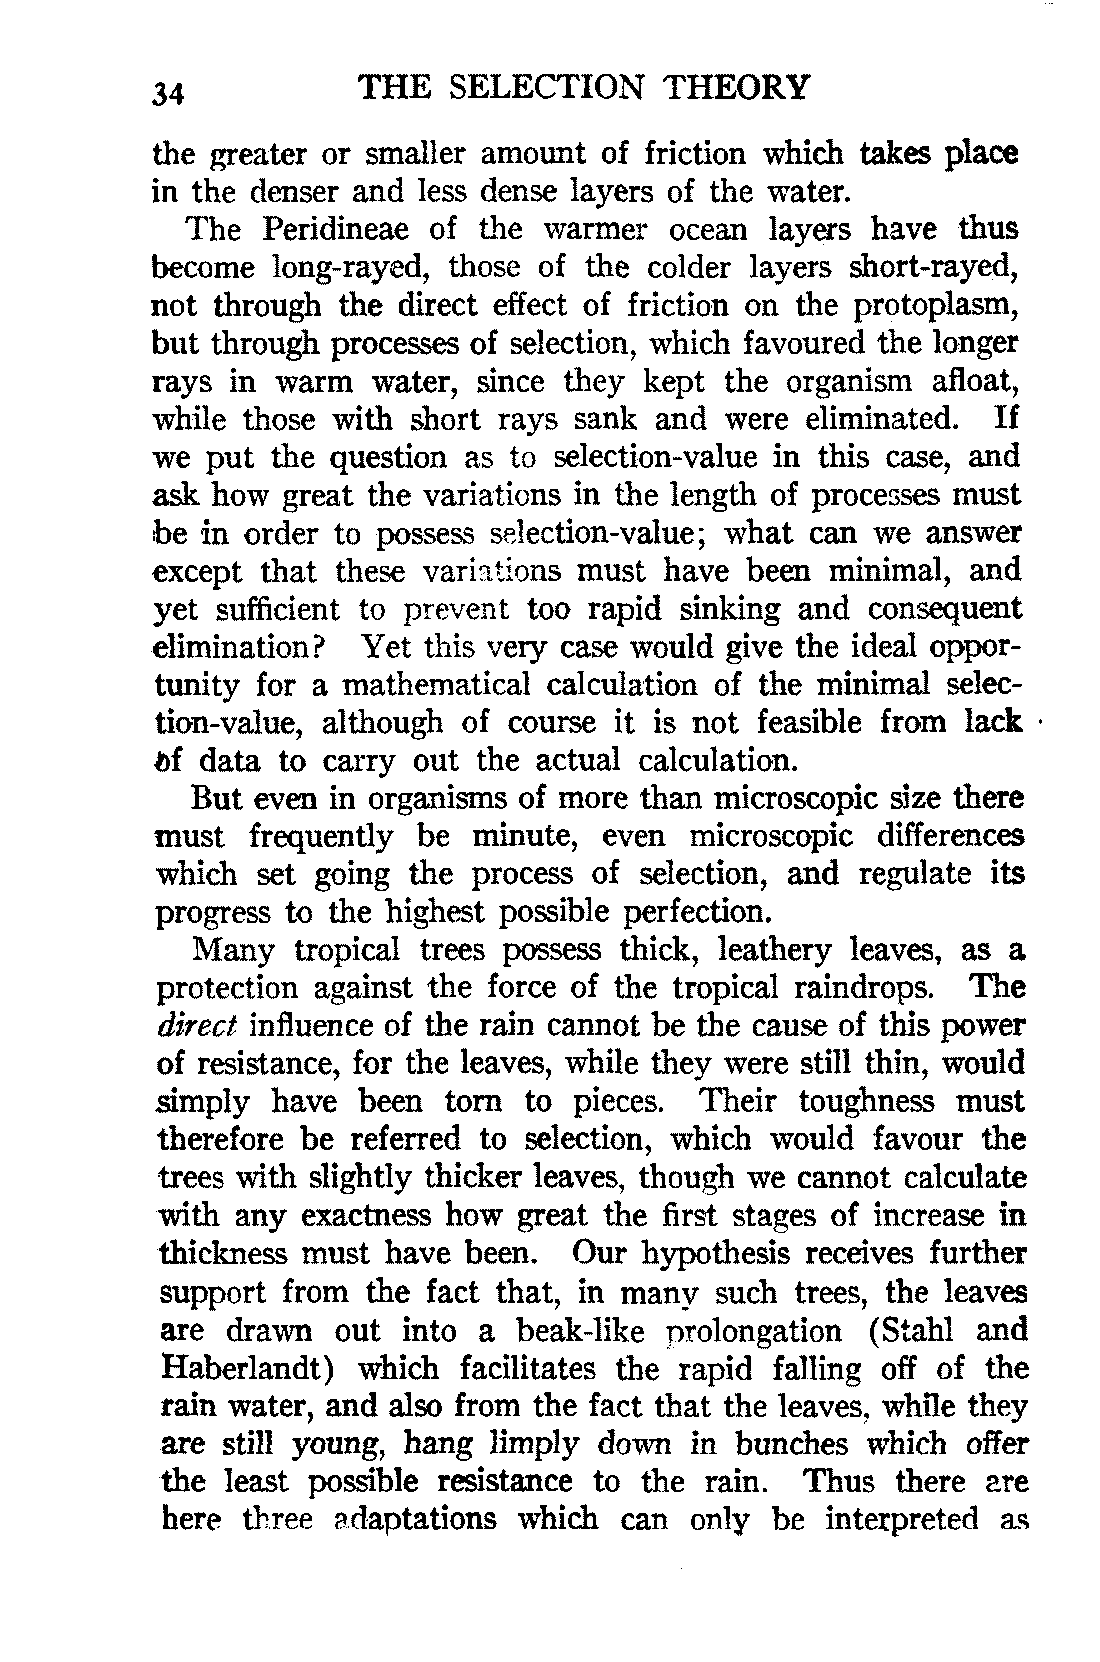 34 THE SELECTION THEORY
the greater or smaller amount of friction which takes place
in the denser and less dense layers of the water.
The Peridineae of the warmer ocean layers have thus
become long-rayed, those of the colder layers short-rayed,
not through the direct effect of friction on the protoplasm,
but through processes of selection, which favoured the longer
rays in warm water, since they kept the organism afloat,
while those with short rays sank and were eliminated. If
we put the question as to selection-value in this case, and
ask how great the variations in the length of processes must
be in order to possess selection-value; what can we answer
except that these variations must have been minimal, and
yet sufficient to prevent too rapid sinking and consequent
elimination? Yet this very case would give the ideal oppor-
tunity for a mathematical calculation of the minimal selec-
tion-value, although of course it is not feasible from lack
of data to carry out the actual calculation.
But even in organisms of more than microscopic size there
must frequently be minute, even microscopic differences
which set going the process of selection, and regulate its
progress to the highest possible perfection.
Many tropical trees possess thick, leathery leaves, as a
protection against the force of the tropical raindrops. The
direct influence of the rain cannot be the cause of this power
of resistance, for the leaves, while they were still thin, would
simply have been torn to pieces. Their toughness must
therefore be referred to selection, which would favour the
trees with slightly thicker leaves, though we cannot calculate
with any exactness how great the first stages of increase in
thickness must have been. Our hypothesis receives further
support from the fact that, in many such trees, the leaves
are drawn out into a beak-like prolongation (Stahl and
Haberlandt) which facilitates the rapid falling off of the
rain water, and also from the fact that the leaves, while they
are still young, hang limply down in bunches which offer
the least possible resistance to the rain. Thus there are
here three adaptations which can only be interpreted as